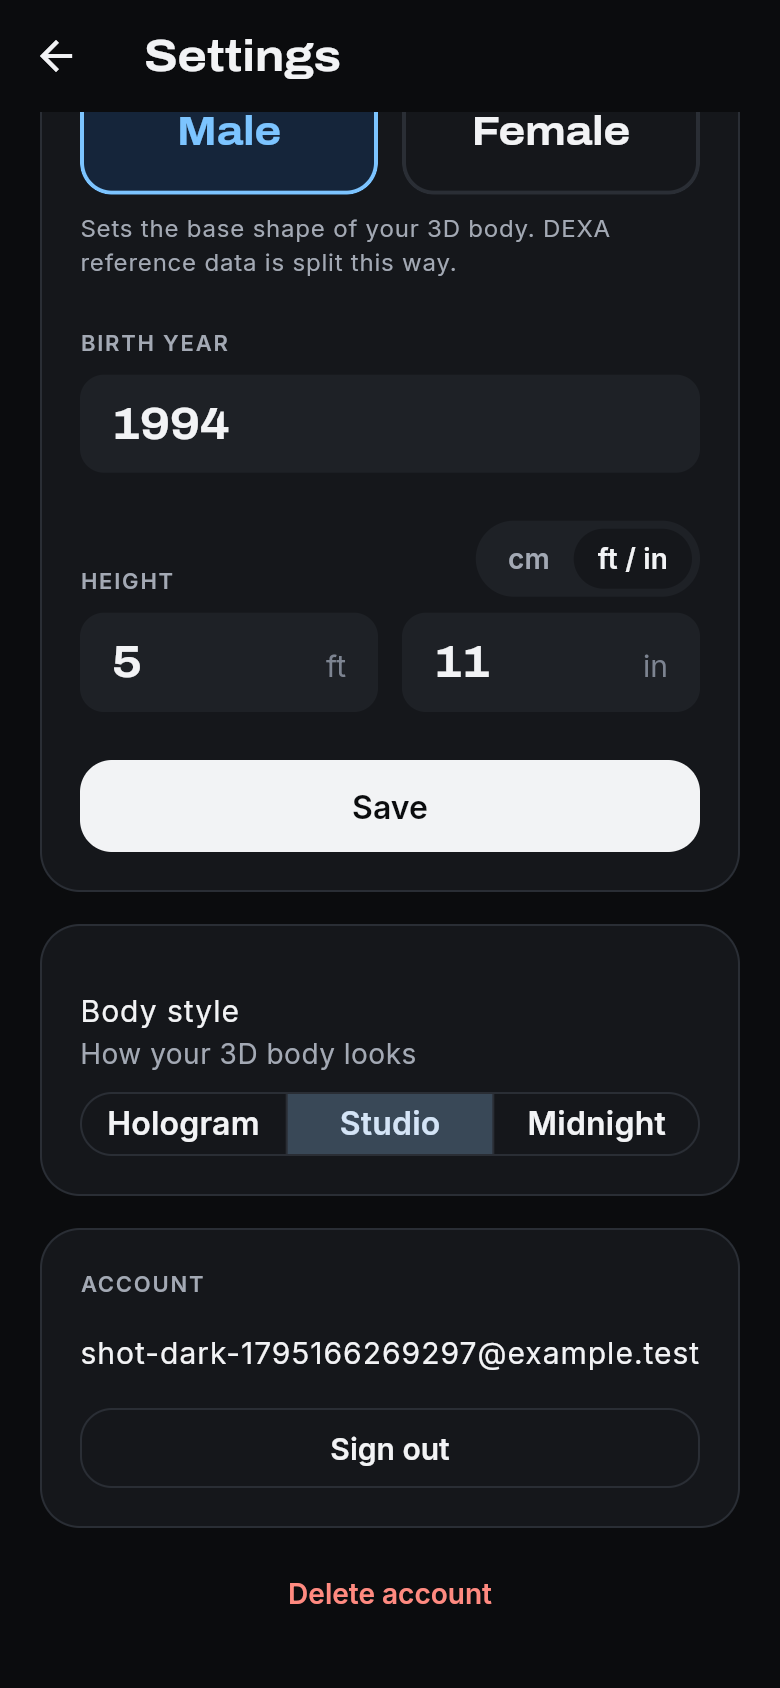 Settings
Male
Female
Sets the base shape of your 3D body. DEXA
reference data is split this way.
BIRTH YEAR
1994
cm
ft / in
HEIGHT
5 ft
11 in
Save
Body style
How your 3D body looks
Hologram
Studio
Midnight
ACCOUNT
shot-dark-1795166269297@example.test
Sign out
Delete account